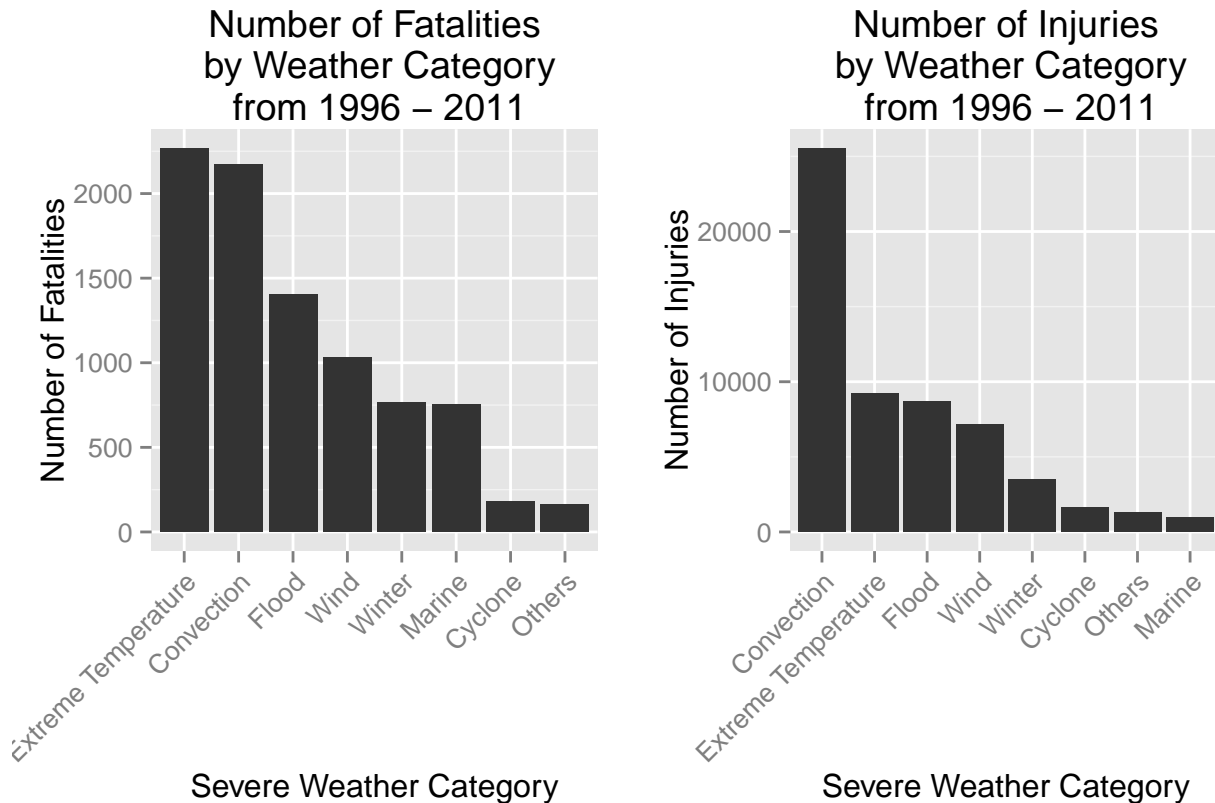 Number of Fatalities
by Weather Category
from 1996 – 2011
Number of Fatalities
2000
1500
1000
500
0
Extreme Temperature
Convection
Flood
Wind
Winter
Marine
Cyclone
Others
Severe Weather Category
Number of Injuries
by Weather Category
from 1996 – 2011
Number of Injuries
20000
10000
0
Convection
Extreme Temperature
Flood
Wind
Winter
Cyclone
Others
Marine
Severe Weather Category